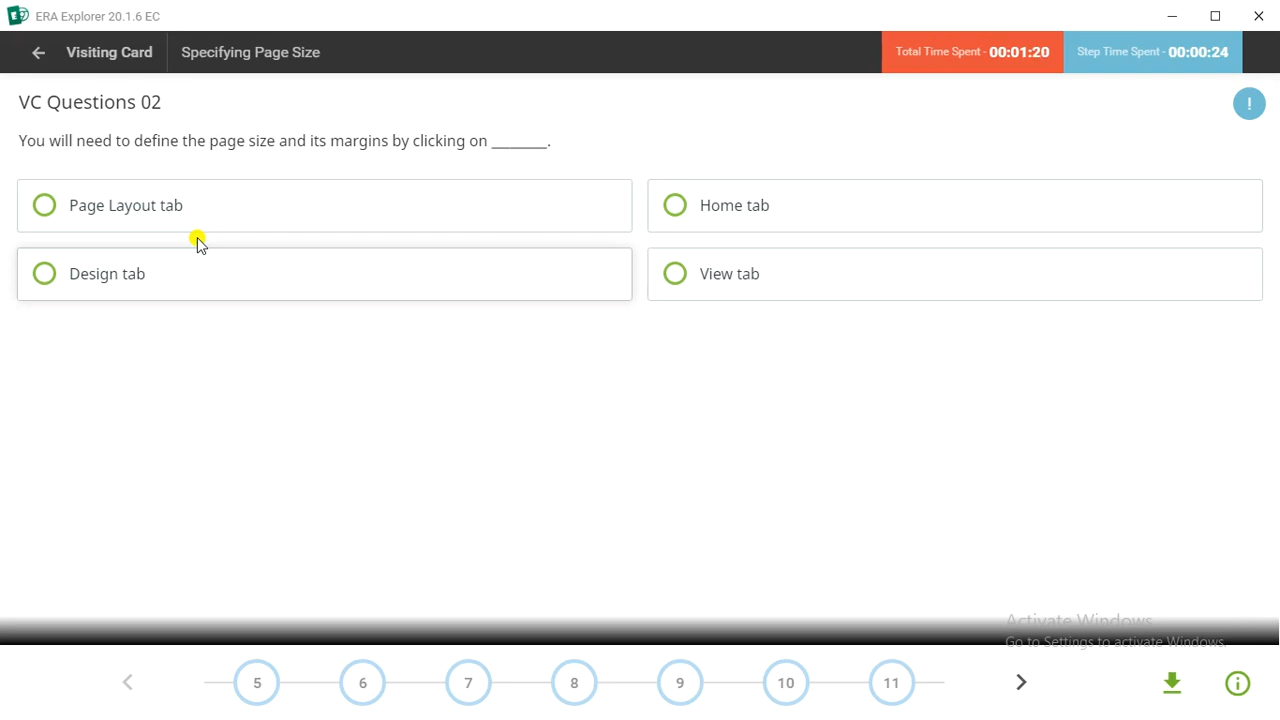 ERA Explorer 20.1.6 EC
Visiting Card Specifying Page Size Total Time Spent - 00:01:20 Step Time Spent - 00:00:24
VC Questions 02
!
You will need to define the page size and its margins by clicking on ________.
Page Layout tab
Home tab
Design tab
View tab
Activate Windows
Go to Settings to activate Windows.
5 6 7 8 9 10 11